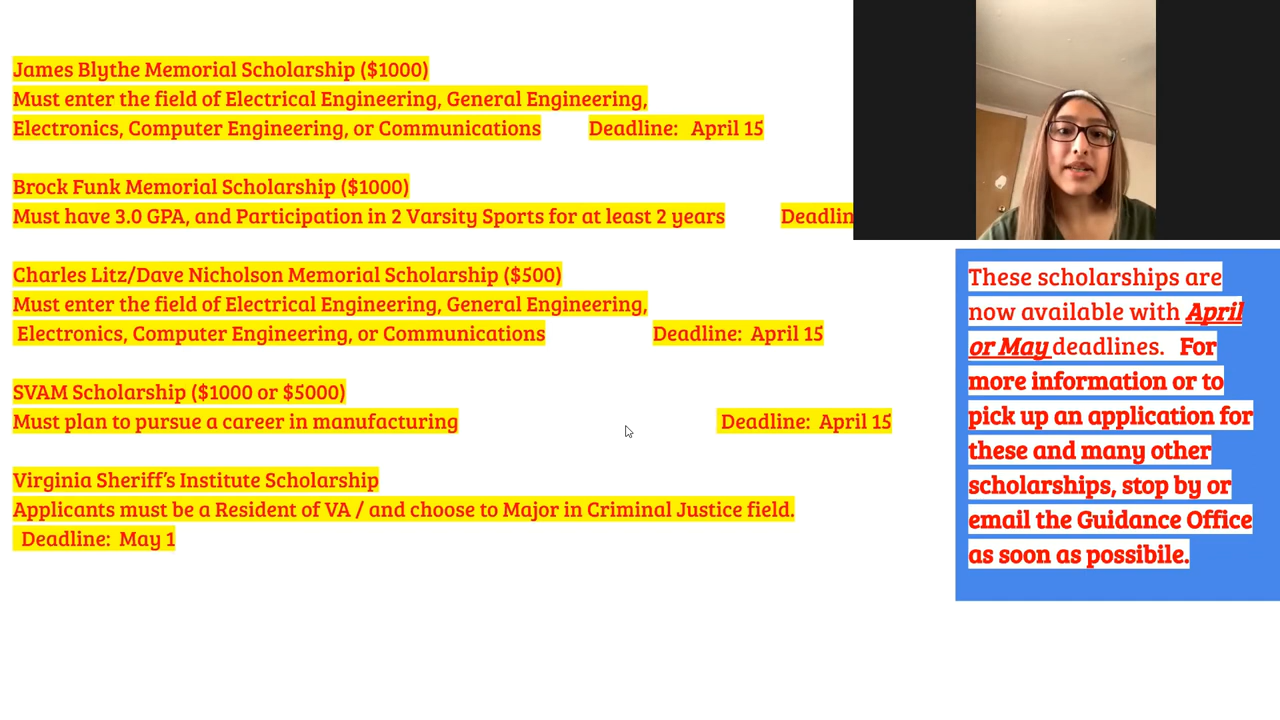 James Blythe Memorial Scholarship ($1000)
Must enter the field of Electrical Engineering, General Engineering,
Electronics, Computer Engineering, or Communications Deadline: April 15
Brock Funk Memorial Scholarship ($1000)
Must have 3.0 GPA, and Participation in 2 Varsity Sports for at least 2 years Deadlin
Charles Litz/Dave Nicholson Memorial Scholarship ($500)
Must enter the field of Electrical Engineering, General Engineering,
Electronics, Computer Engineering, or Communications Deadline: April 15
SVAM Scholarship ($1000 or $5000)
Must plan to pursue a career in manufacturing Deadline: April 15
Virginia Sheriff's Institute Scholarship
Applicants must be a Resident of VA / and choose to Major in Criminal Justice field.
Deadline: May 1
These scholarships are
now available with April
or May deadlines. For
more information or to
pick up an application for
these and many other
scholarships, stop by or
email the Guidance Office
as soon as possibile.